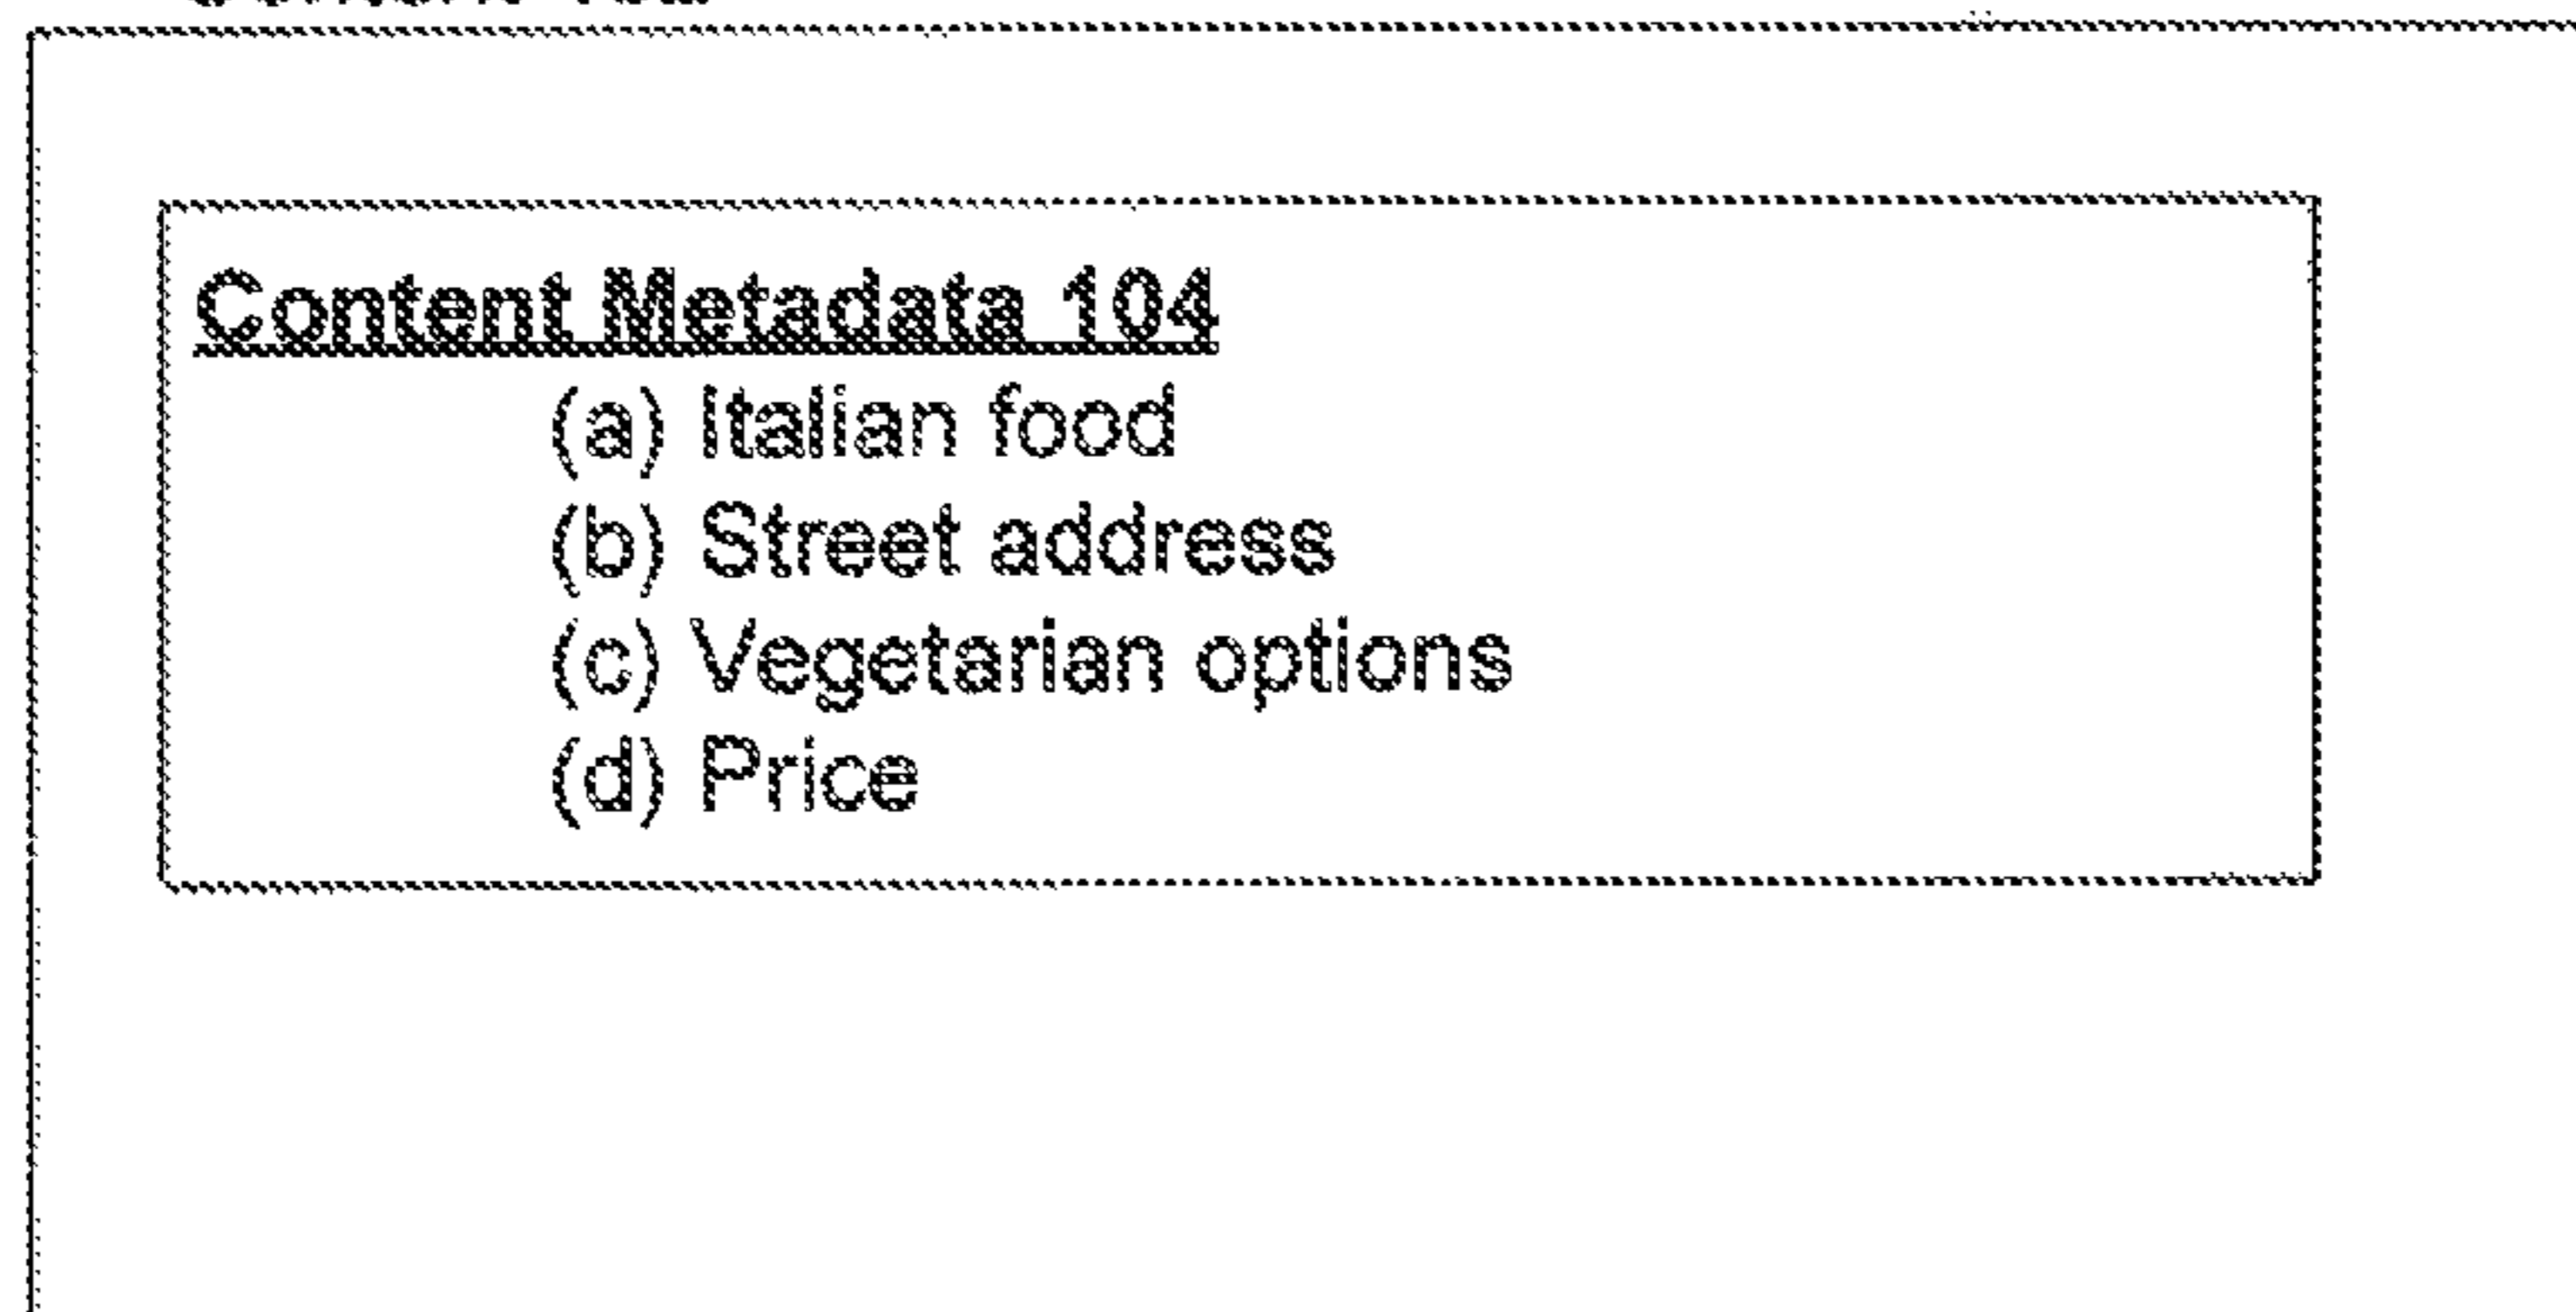 Content Metadata 104
(a) Italian food
(b) Street address
(c) Vegetarian options
(d) Price